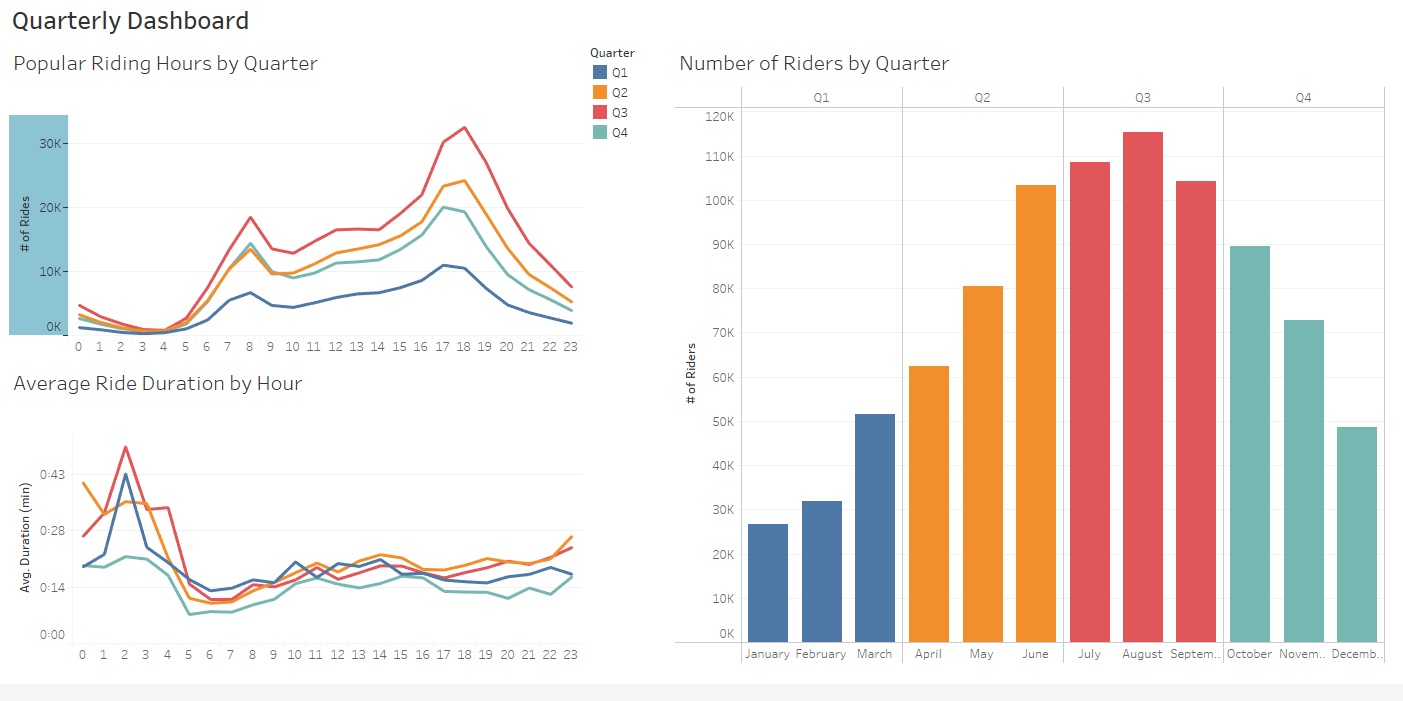 Quarterly Dashboard
Popular Riding Hours by Quarter
# of Rides
30K
20K
10K
0K
0 1 2 3 4 5 6 7 8 9 10 11 12 13 14 15 16 17 18 19 20 21 22 23
Quarter
Q1
Q2
Q3
Q4
Average Ride Duration by Hour
Avg. Duration (min)
0:43
0:28
0:14
0:00
0 1 2 3 4 5 6 7 8 9 10 11 12 13 14 15 16 17 18 19 20 21 22 23
Number of Riders by Quarter
Q1 Q2 Q3 Q4
# of Riders
120K
110K
100K
90K
80K
70K
60K
50K
40K
30K
20K
10K
0K
January February March April May June July August Septem.. October Novem.. Decemb..